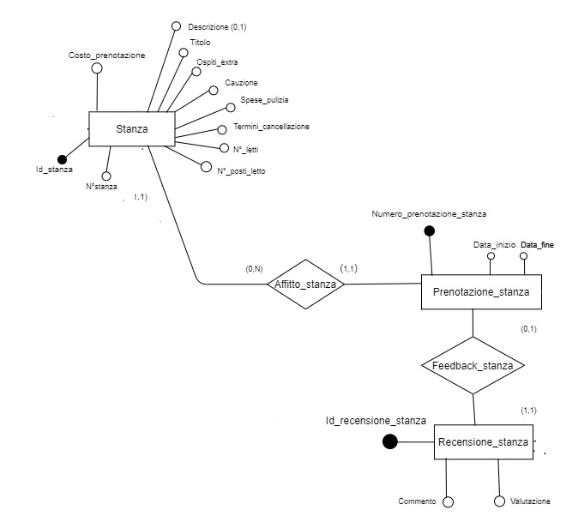 Descrizione (0,1)
Titolo
Costo_prenotazione
Ospiti_extra
Cauzione
Spese_pulizia
Stanza
Termini_cancellazione
N°_letti
Id_stanza
N°_posti_letto
N°stanza
,1)
Numero_prenotazione_stanza
Data_inizio
Data_fine
(0,N)
(1,1)
Affitto_stanza
Prenotazione_stanza
(0,1)
Feedback_stanza
(1,1)
Id_recensione_stanza
Recensione_stanza
Commento
Valutazione